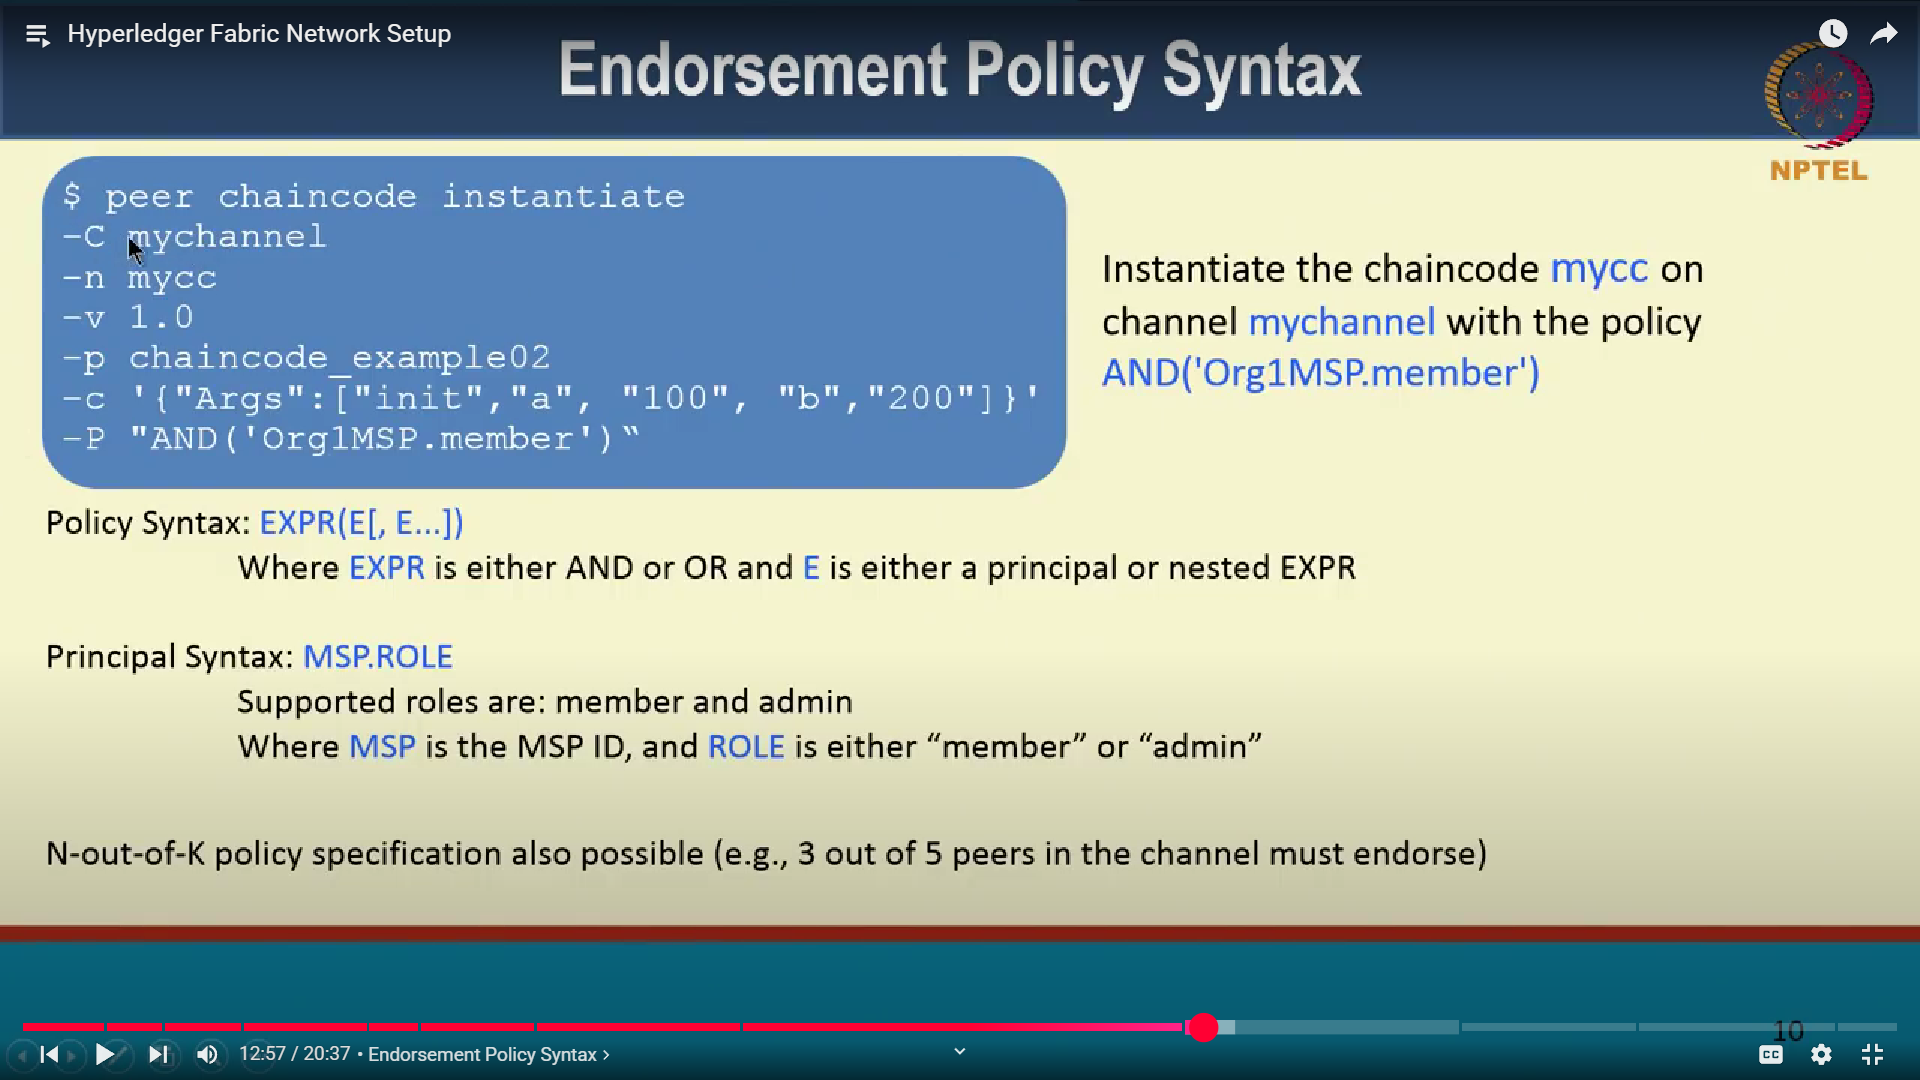 Hyperledger Fabric Network Setup
Endorsement Policy Syntax
NPTEL
$ peer chaincode instantiate
-C mychannel
-n mycc
-v 1.0
-p chaincode_example02
-c '{"Args":["init","a", "100", "b","200"]}'
-P "AND('Org1MSP.member')“
Instantiate the chaincode mycc on
channel mychannel with the policy
AND('Org1MSP.member')
Policy Syntax: EXPR(E[, E...])
Where EXPR is either AND or OR and E is either a principal or nested EXPR
Principal Syntax: MSP.ROLE
Supported roles are: member and admin
Where MSP is the MSP ID, and ROLE is either “member” or “admin”
N-out-of-K policy specification also possible (e.g., 3 out of 5 peers in the channel must endorse)
10
12:57 / 20:37 • Endorsement Policy Syntax ›
CC